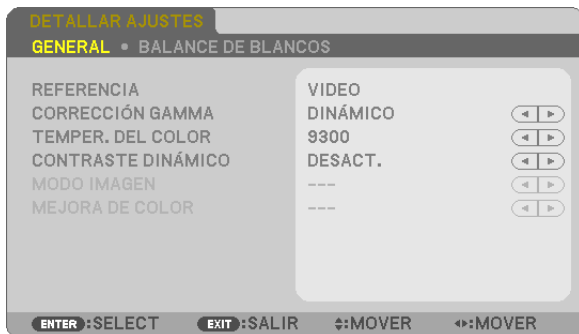 DETALLAR AJUSTES
GENERAL • BALANCE DE BLANCOS
REFERENCIA VIDEO
CORRECCIÓN GAMMA DINÁMICO
TEMPER. DEL COLOR 9300
CONTRASTE DINÁMICO DESACT.
MODO IMAGEN ---
MEJORA DE COLOR ---
ENTER :SELECT EXIT :SALIR :MOVER :MOVER